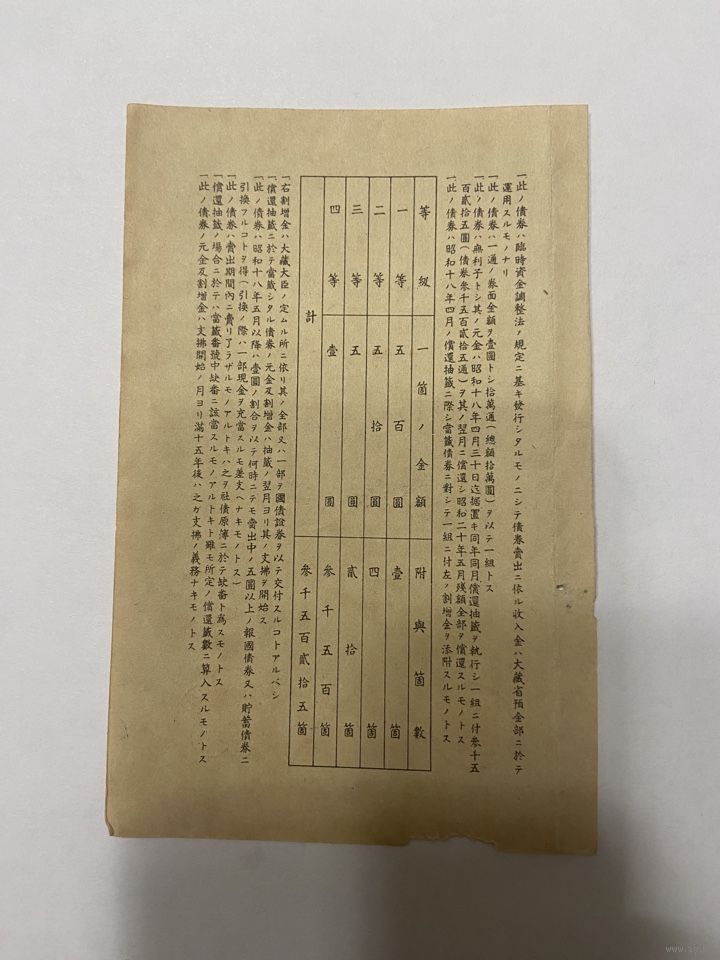 一此ノ債券ハ臨時資金調整法ノ規定ニ基キ發行シタルモノニシテ債券賣出ニ依ル收入金ハ大藏省預金部ニ於テ
運用スルモノナリ
一此ノ債券ハ一通ノ券面金額ヲ壹圓トシ拾萬通(總額拾萬圓)ヲ以テ一組トス
一此ノ債券ハ無利子トシ其ノ元金ハ昭和十八年四月三十日迄据置キ同年同月償還抽籤ヲ執行シ一組ニ付參千五
百貳拾五圓(債券參千五百貳拾五通)ヲ其ノ翌月ニ償還シ昭和二十年五月殘額全部ヲ償還スルモノトス
一此ノ債券ハ昭和十八年四月ノ償還抽籤ニ際シ當籤債券ニ對シテ一組ニ付左ノ割增金ヲ添附スルモノトス
等級 一箇ノ金額 附與箇數
一等 五百圓 壹箇
二等 五拾圓 四箇
三等 五圓 貳拾箇
四等 壹圓 參千五百箇
計 參千五百貳拾五箇
一右割增金ハ大藏大臣ノ定ムル所ニ依リ其ノ全部又ハ一部ヲ國債證券ヲ以テ交付スルコトアルベシ
一償還抽籤ニ於テ當籤シタル債券ノ元金及割增金ハ抽籤ノ翌月ヨリ其ノ支拂ヲ開始ス
一此ノ債券ハ昭和十八年五月以降ハ壹圓ノ割合ヲ以テ何時ニテモ賣出中ノ五圓以上ノ報國債券又ハ貯蓄債券ニ
引換フルコトヲ得(引換ノ際ハ一部現金ヲ充當スルモ差支ヘナキモノトス)
一此ノ債券ハ賣出期間內ニ賣リ了ラザルモノアルトキハ之ヲ社債原簿ニ於テ缺番ト爲スモノトス
一償還抽籤ノ場合ニ於テハ當籤番號中缺番ニ該當スルモノアルトキト雖モ所定ノ償還籤數ニ算入スルモノトス
一此ノ債券ノ元金及割增金ハ支拂開始ノ月ヨリ滿十五年後ハ之ガ支拂ノ義務ナキモノトス